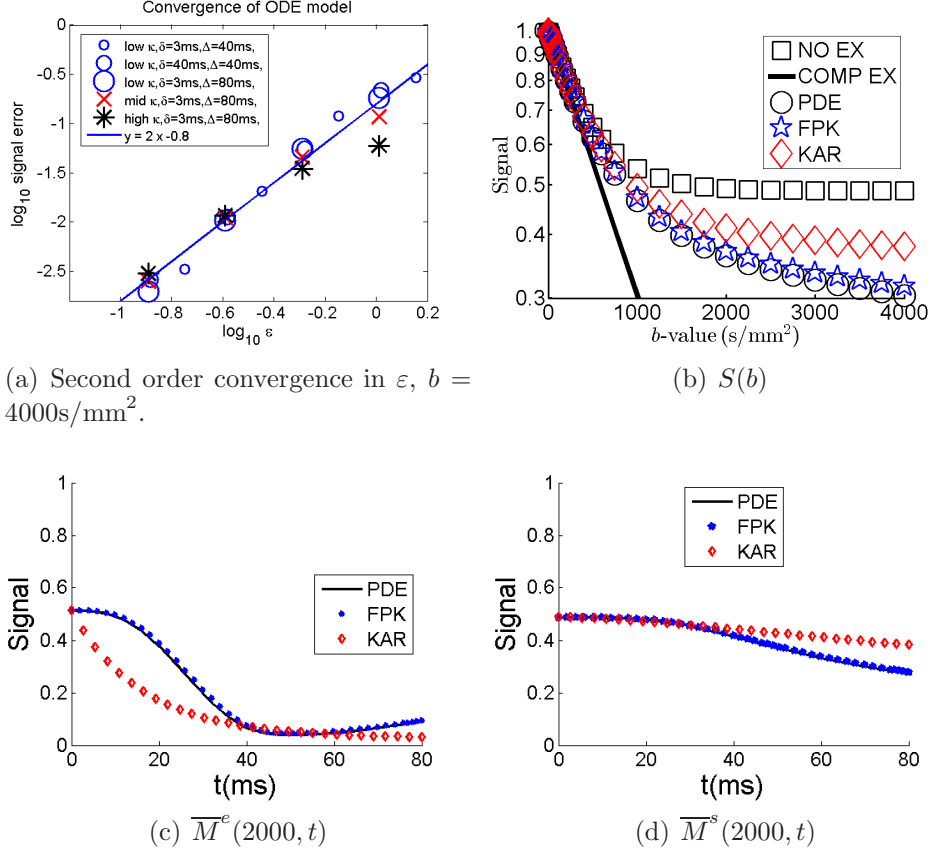 Convergence of ODE model
0
-0.5
-1
-1.5
-2
-2.5
low κ,δ=3ms,Δ=40ms,
low κ,δ=40ms,Δ=40ms,
low κ,δ=3ms,Δ=80ms,
mid κ,δ=3ms,Δ=80ms,
high κ,δ=3ms,Δ=80ms,
y = 2 x -0.8
log₁₀ signal error
-1 -0.8 -0.6 -0.4 -0.2 0 0.2
log₁₀ ε
(a) Second order convergence in ε, b =
4000s/mm².
1.0
0.9
0.8
0.7
0.6
0.5
0.4
0.3
NO EX
COMP EX
PDE
FPK
KAR
Signal
0 1000 2000 3000 4000
b-value (s/mm²)
(b) S(b)
1
0.8
0.6
0.4
0.2
0
Signal
PDE
FPK
KAR
0 20 40 60 80
t(ms)
(c) M̅ᵉ(2000, t)
1
0.8
0.6
0.4
0.2
0
Signal
PDE
FPK
KAR
0 20 40 60 80
t(ms)
(d) M̅ˢ(2000, t)